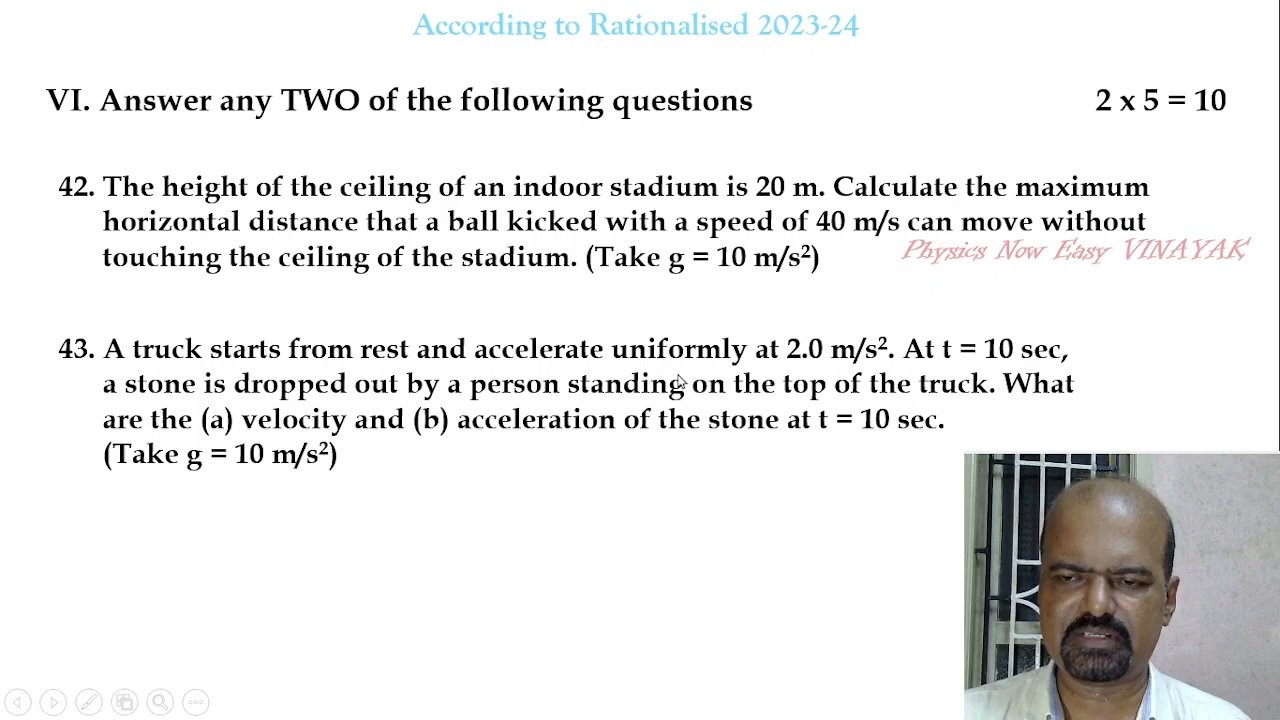 According to Rationalised 2023-24
VI. Answer any TWO of the following questions 2 x 5 = 10
42. The height of the ceiling of an indoor stadium is 20 m. Calculate the maximum
horizontal distance that a ball kicked with a speed of 40 m/s can move without
touching the ceiling of the stadium. (Take g = 10 m/s²)
Physics Now Easy VINAYAK
43. A truck starts from rest and accelerate uniformly at 2.0 m/s². At t = 10 sec,
a stone is dropped out by a person standing on the top of the truck. What
are the (a) velocity and (b) acceleration of the stone at t = 10 sec.
(Take g = 10 m/s²)